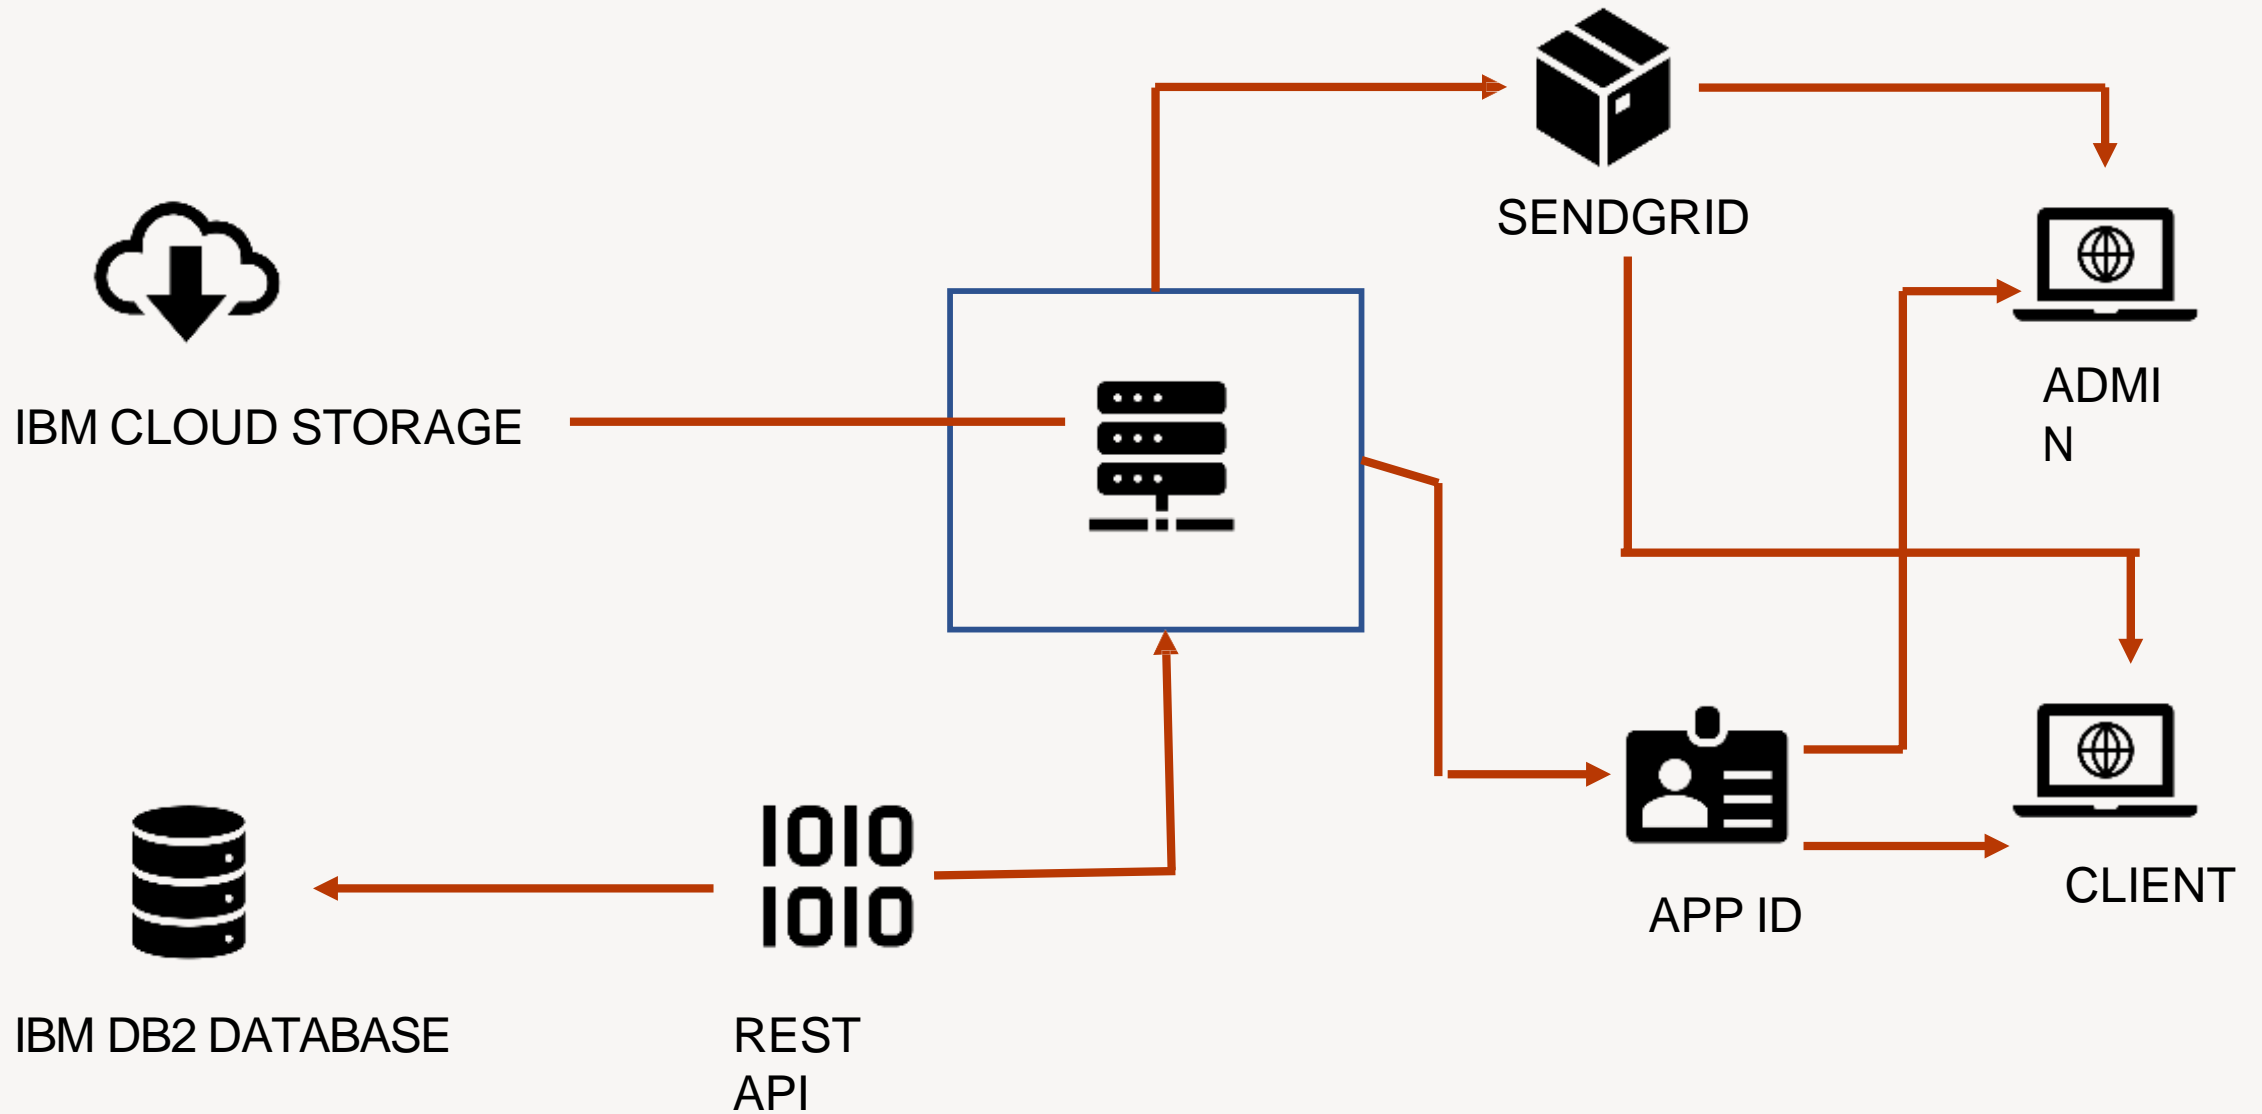 SENDGRID
ADMI
N
IBM CLOUD STORAGE
CLIENT
APP ID
IBM DB2 DATABASE
REST
API